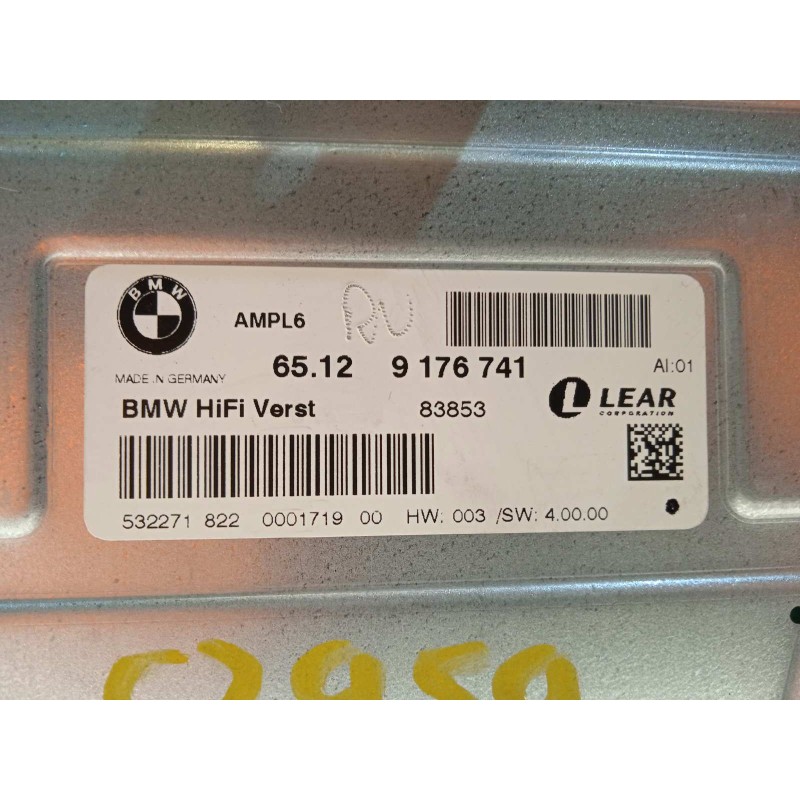 BMW
AMPL6
RU
65.12 9 176 741
AI:01
MADE IN GERMANY
BMW HiFi Verst
83853
LEAR
CORPORATION
532271 822 0001719 00 HW: 003 /SW: 4.00.00